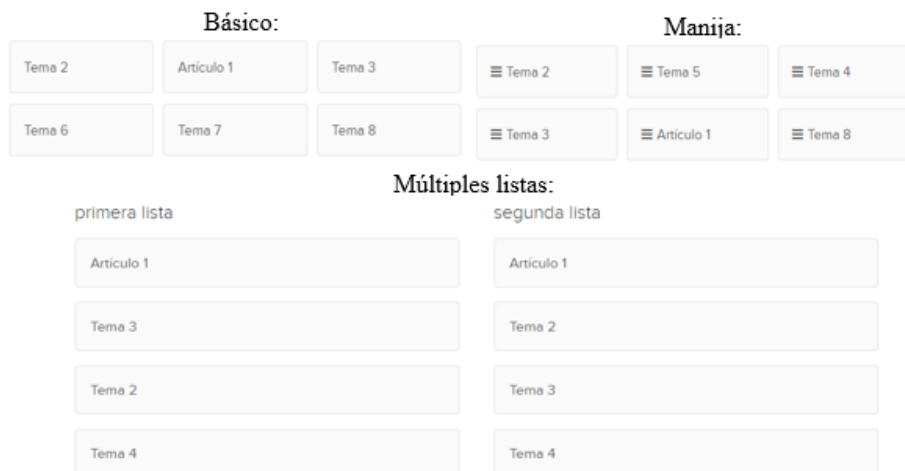 Básico:
Manija:
Tema 2
Artículo 1
Tema 3
Tema 6
Tema 7
Tema 8
Tema 2
Tema 5
Tema 4
Tema 3
Artículo 1
Tema 8
Múltiples listas:
primera lista
segunda lista
Artículo 1
Artículo 1
Tema 3
Tema 2
Tema 2
Tema 3
Tema 4
Tema 4